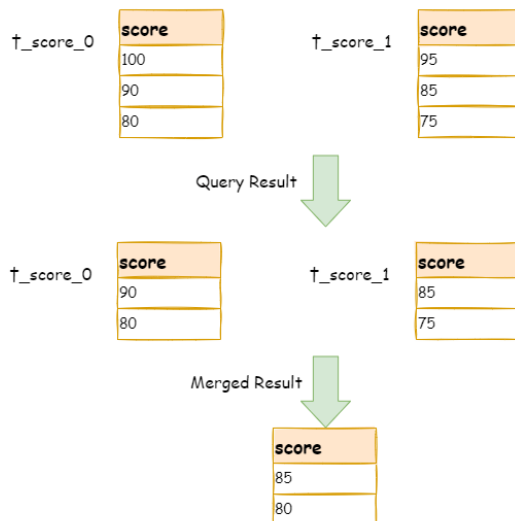 t_score_0
score
100
90
80
t_score_1
score
95
85
75
Query Result
t_score_0
score
90
80
t_score_1
score
85
75
Merged Result
score
85
80